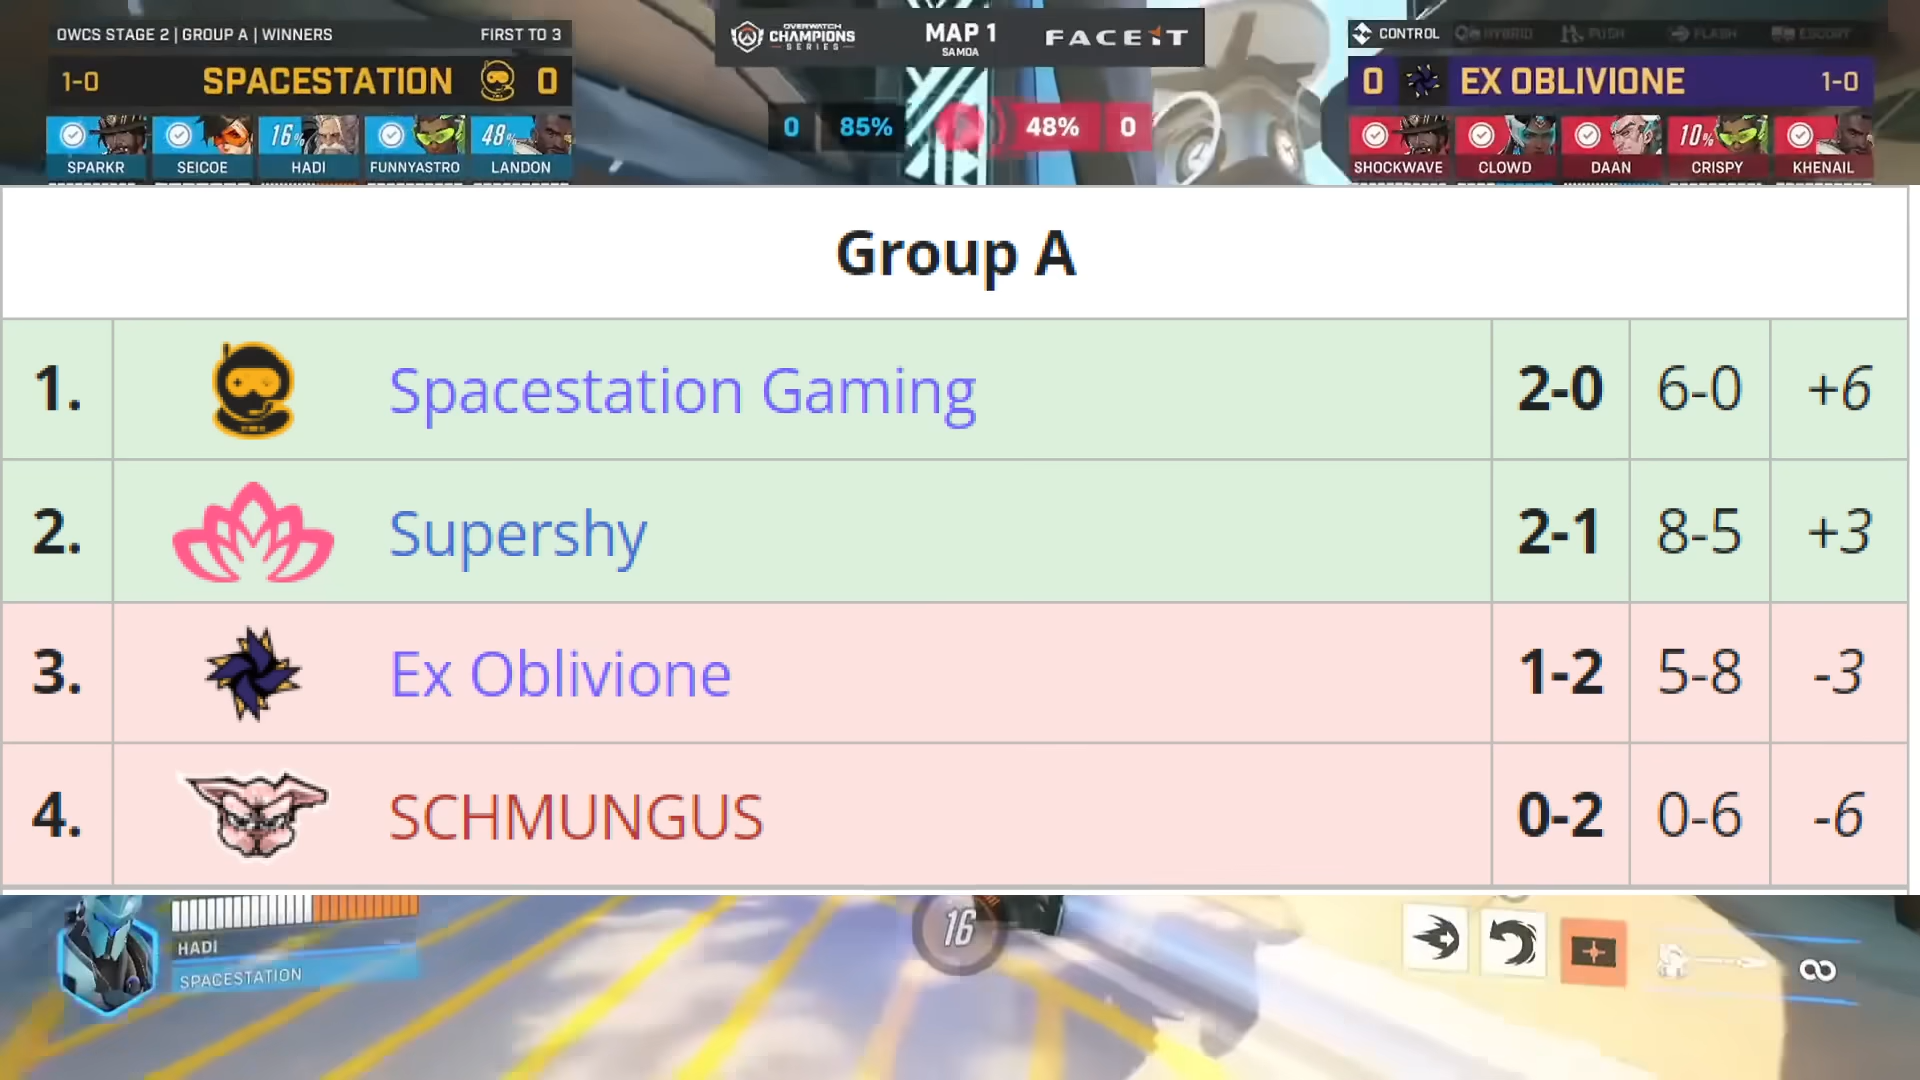 OWCS STAGE 2 | GROUP A | WINNERS
FIRST TO 3
1-0
SPACESTATION
0
SPARKR
SEICOE
16%
HADI
FUNNYASTRO
48%
LANDON
OVERWATCH
CHAMPIONS
SERIES
MAP 1
SAMOA
FACEIT
0
85%
48%
0
CONTROL
HYBRID
PUSH
FLASH
ESCORT
0
EX OBLIVIONE
1-0
SHOCKWAVE
CLOWD
DAAN
10%
CRISPY
KHENAIL
Group A
1. Spacestation Gaming 2-0 6-0 +6
2. Supershy 2-1 8-5 +3
3. Ex Oblivione 1-2 5-8 -3
4. SCHMUNGUS 0-2 0-6 -6
HADI
SPACESTATION
16
∞